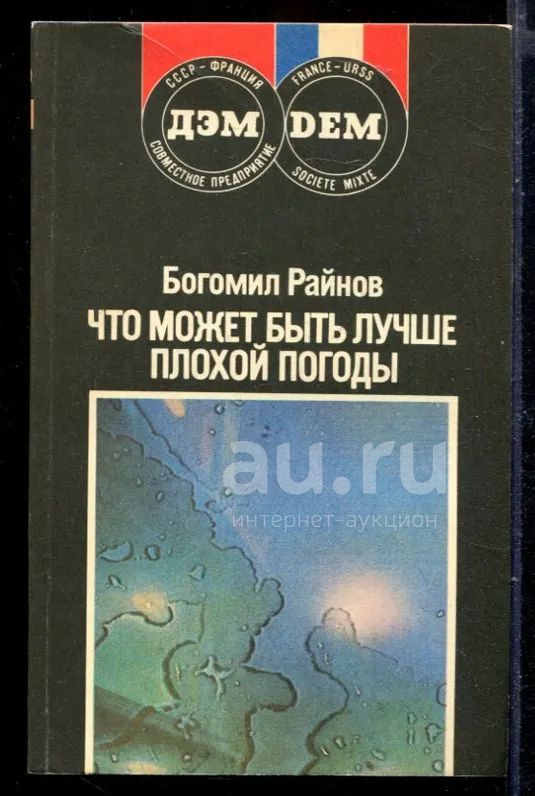 СССР - ФРАНЦИЯ
ДЭМ
СОВМЕСТНОЕ ПРЕДПРИЯТИЕ
FRANCE - URSS
DEM
SOCIETE MIXTE
Богомил Райнов
ЧТО МОЖЕТ БЫТЬ ЛУЧШЕ
ПЛОХОЙ ПОГОДЫ
au.ru
интернет-аукцион